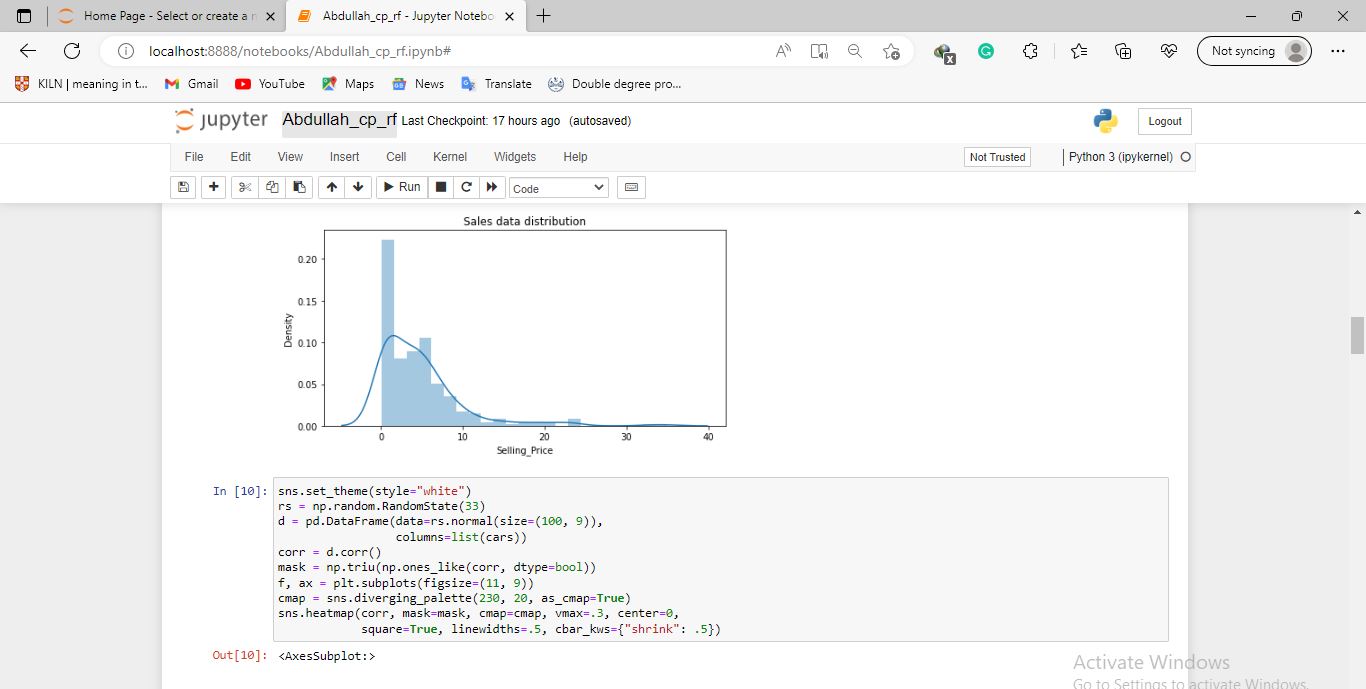 Home Page - Select or create a n
Abdullah_cp_rf - Jupyter Notebo
localhost:8888/notebooks/Abdullah_cp_rf.ipynb#
Not syncing
KILN | meaning in t...
Gmail
YouTube
Maps
News
Translate
Double degree pro...
jupyter Abdullah_cp_rf Last Checkpoint: 17 hours ago (autosaved)
Logout
File Edit View Insert Cell Kernel Widgets Help
Not Trusted
Python 3 (ipykernel)
Run
Code
Sales data distribution
0.20
0.15
0.10
0.05
0.00
Density
0 10 20 30 40
Selling_Price
In [10]: sns.set_theme(style="white")
rs = np.random.RandomState(33)
d = pd.DataFrame(data=rs.normal(size=(100, 9)),
columns=list(cars))
corr = d.corr()
mask = np.triu(np.ones_like(corr, dtype=bool))
f, ax = plt.subplots(figsize=(11, 9))
cmap = sns.diverging_palette(230, 20, as_cmap=True)
sns.heatmap(corr, mask=mask, cmap=cmap, vmax=.3, center=0,
square=True, linewidths=.5, cbar_kws={"shrink": .5})
Out[10]: <AxesSubplot:>
Activate Windows
Go to Settings to activate Windows.